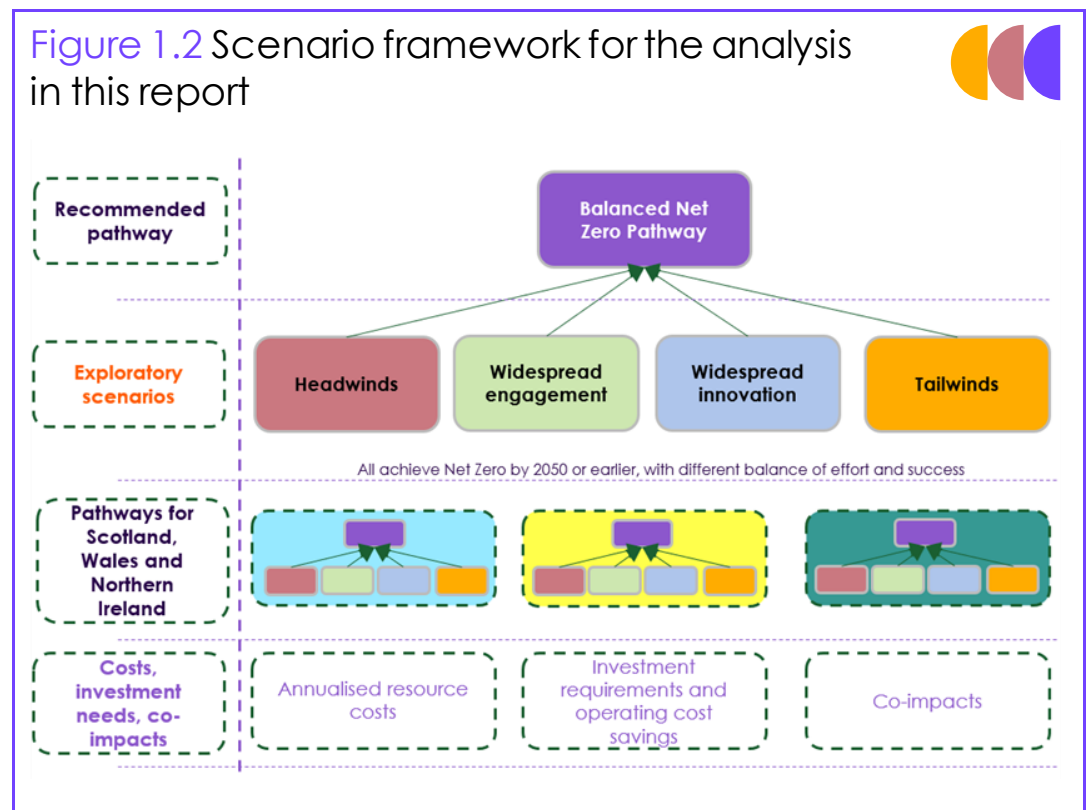 Figure 1.2 Scenario framework for the analysis
in this report
Recommended
pathway
Balanced Net
Zero Pathway
Exploratory
scenarios
Headwinds
Widespread
engagement
Widespread
innovation
Tailwinds
All achieve Net Zero by 2050 or earlier, with different balance of effort and success
Pathways for
Scotland,
Wales and
Northern
Ireland
Costs,
investment
needs, co-
impacts
Annualised resource
costs
Investment
requirements and
operating cost
savings
Co-impacts